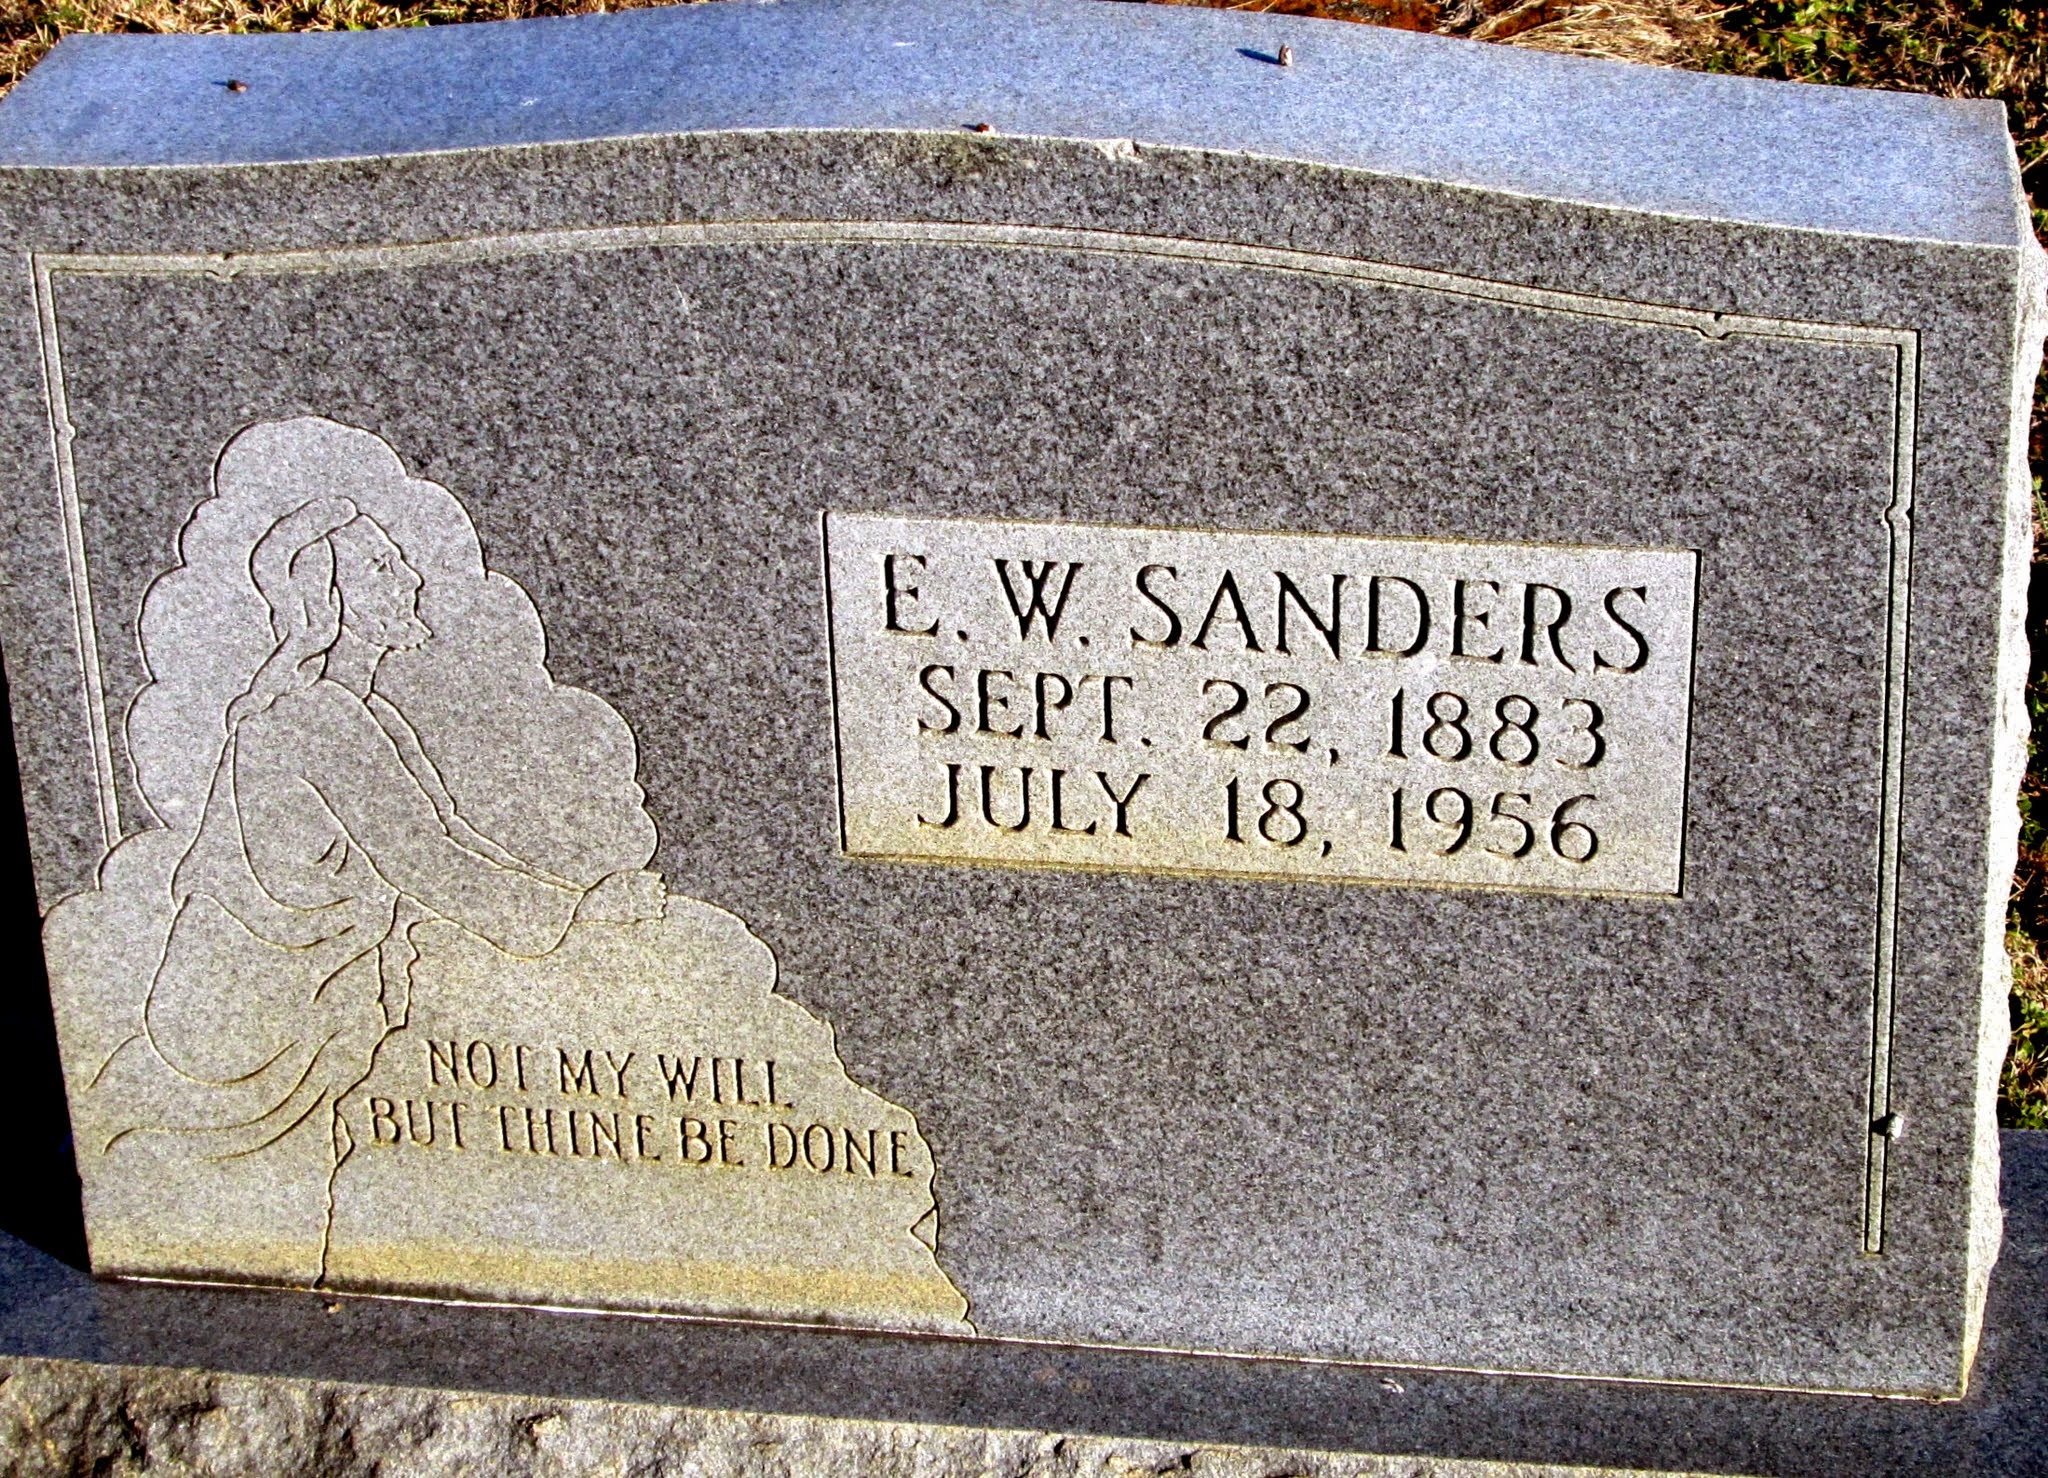 E. W. SANDERS
SEPT. 22, 1883
JULY 18, 1956
NOT MY WILL
BUT THINE BE DONE